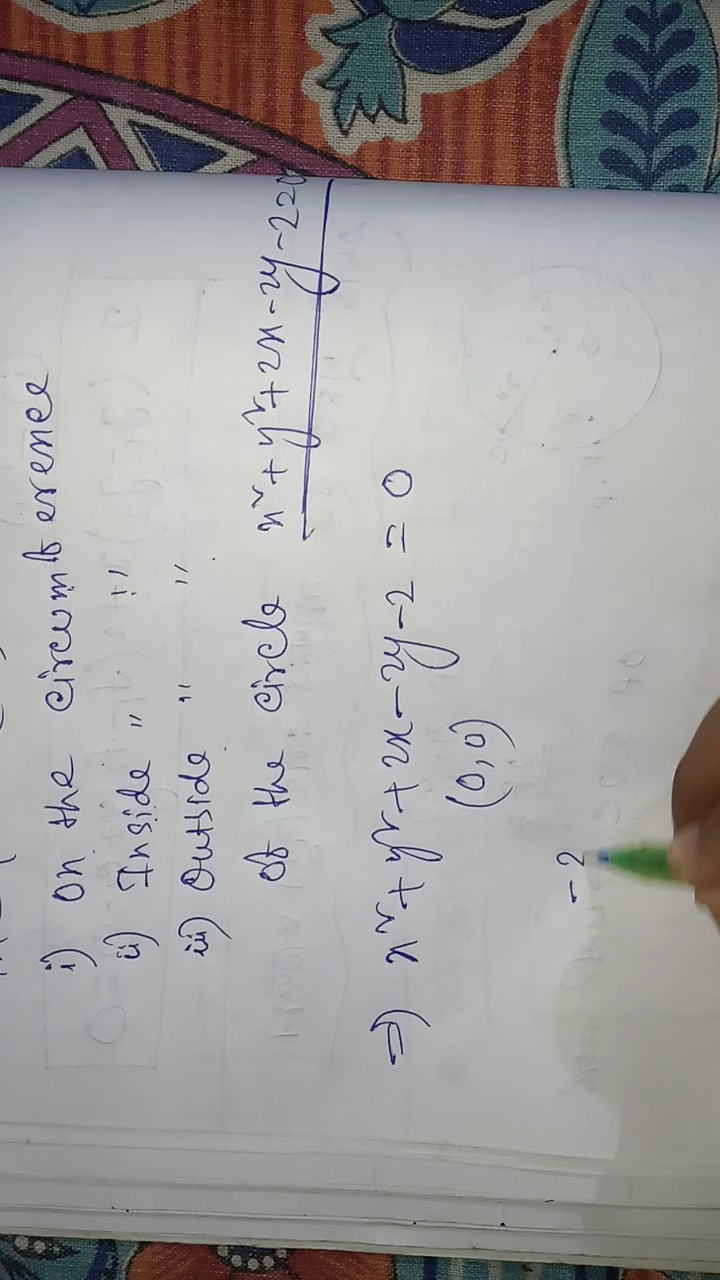 i) on the circumference
ii) Inside " "
iii) Outside " "
of the circle x²+y²+2x-2y-2=0
⇒) x²+y²+2x-2y-2=0
(0,0)
-2